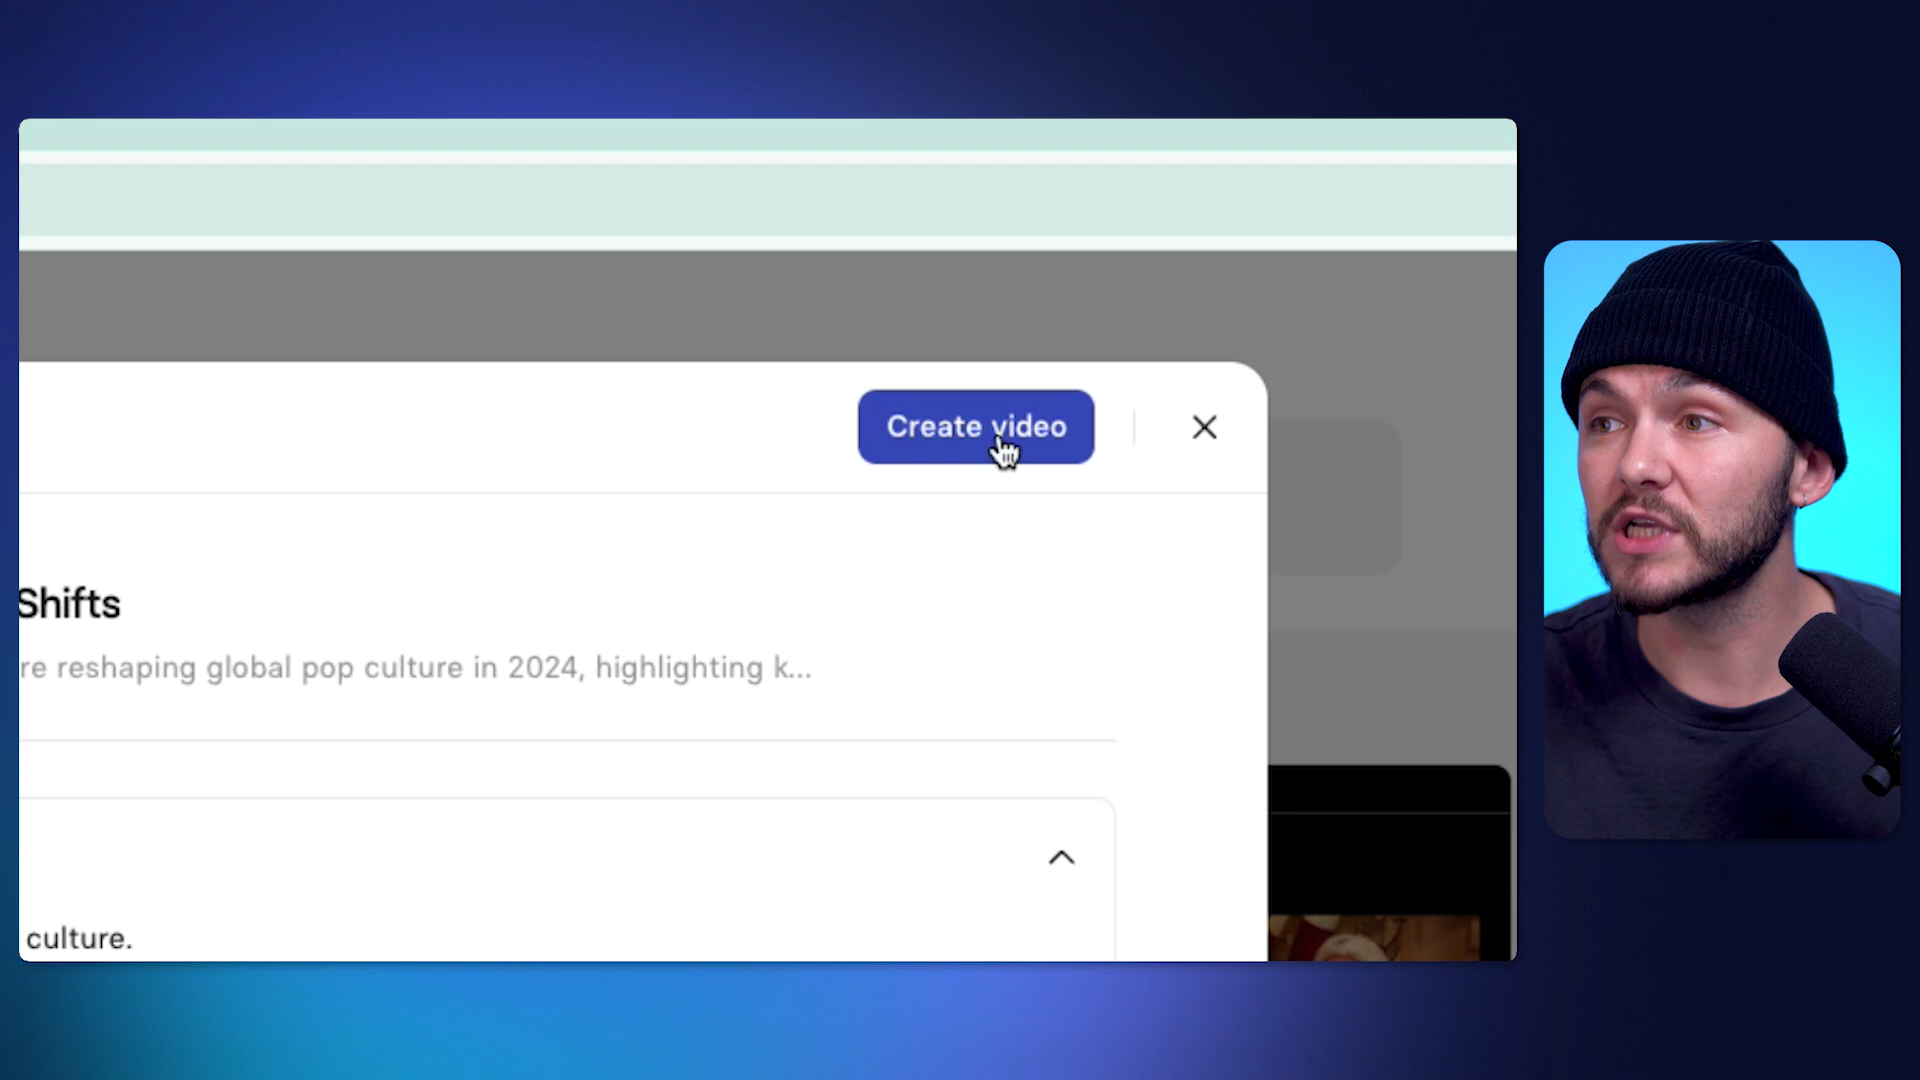 Create video
Shifts
re reshaping global pop culture in 2024, highlighting k...
culture.